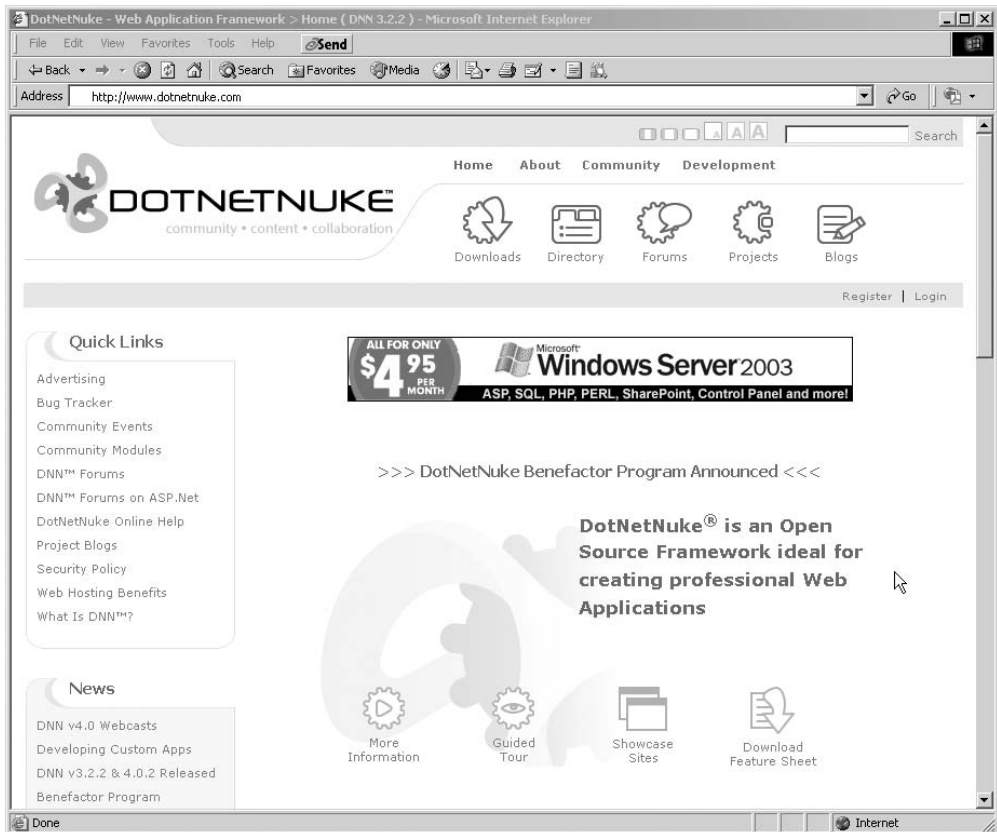 DotNetNuke - Web Application Framework > Home ( DNN 3.2.2 ) - Microsoft Internet Explorer
File Edit View Favorites Tools Help Send
Back Search Favorites Media
Address http://www.dotnetnuke.com Go
A A A Search
Home About Community Development
DOTNETNUKE™
community • content • collaboration
Downloads Directory Forums Projects Blogs
Register | Login
Quick Links
Advertising
Bug Tracker
Community Events
Community Modules
DNN™ Forums
DNN™ Forums on ASP.Net
DotNetNuke Online Help
Project Blogs
Security Policy
Web Hosting Benefits
What Is DNN™?
News
DNN v4.0 Webcasts
Developing Custom Apps
DNN v3.2.2 & 4.0.2 Released
Benefactor Program
ALL FOR ONLY
$4 95
PER
MONTH
Microsoft
Windows Server 2003
ASP, SQL, PHP, PERL, SharePoint, Control Panel and more!
>>> DotNetNuke Benefactor Program Announced <<<
DotNetNuke® is an Open
Source Framework ideal for
creating professional Web
Applications
More
Information
Guided
Tour
Showcase
Sites
Download
Feature Sheet
Done Internet